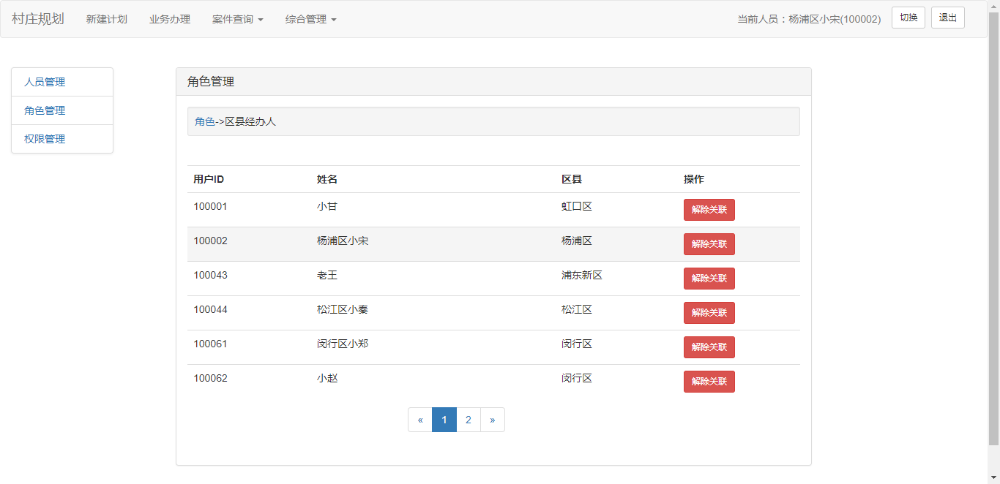 村庄规划 新建计划 业务办理 案件查询 综合管理 当前人员：杨浦区小宋(100002) 切换 退出
人员管理
角色管理
权限管理
角色管理
角色->区县经办人
用户ID 姓名 区县 操作
100001 小甘 虹口区 解除关联
100002 杨浦区小宋 杨浦区 解除关联
100043 老王 浦东新区 解除关联
100044 松江区小秦 松江区 解除关联
100061 闵行区小郑 闵行区 解除关联
100062 小赵 闵行区 解除关联
« 1 2 »